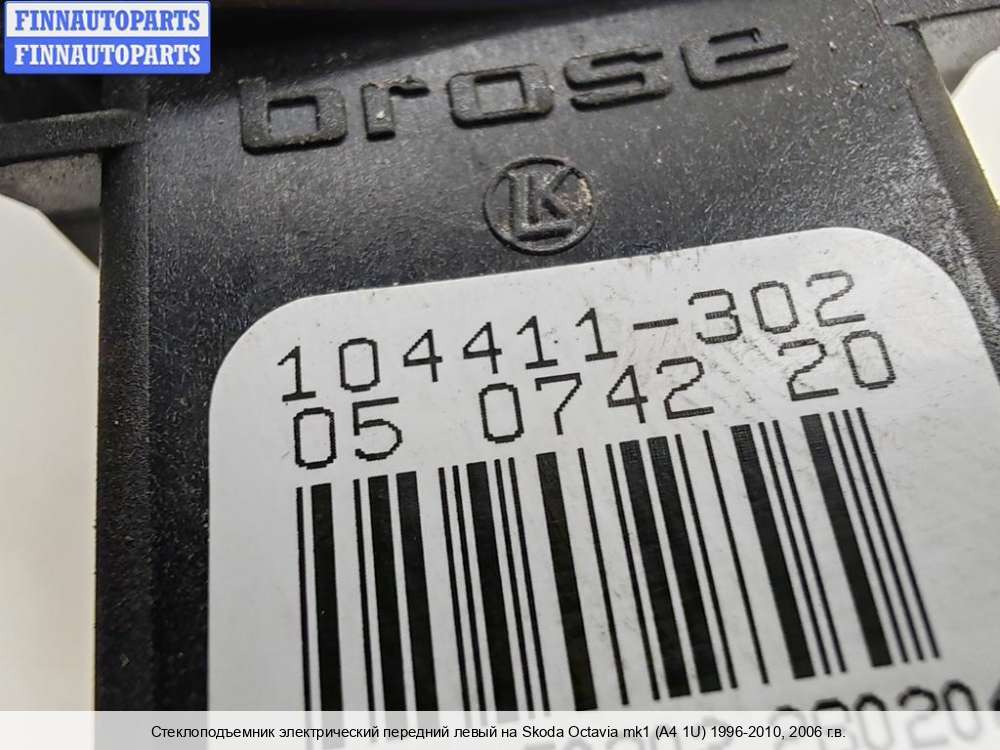 FINNAUTOPARTS
FINNAUTOPARTS
brose
LK
104411-302
05 0742 20
Стеклоподъемник электрический передний левый на Skoda Octavia mk1 (A4 1U) 1996-2010, 2006 г.в.